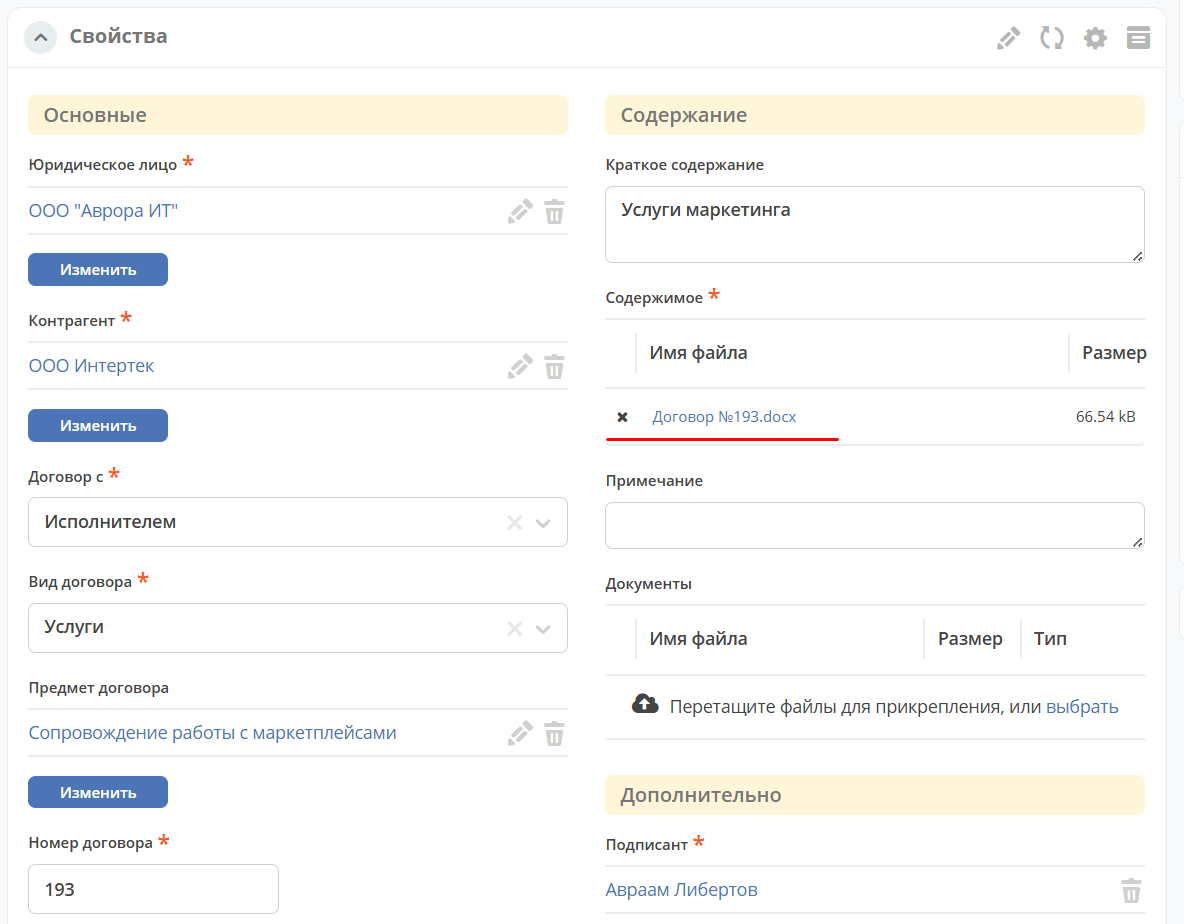 Свойства
Основные
Юридическое лицо *
ООО "Аврора ИТ"
Изменить
Контрагент *
ООО Интертек
Изменить
Договор с *
Исполнителем
Вид договора *
Услуги
Предмет договора
Сопровождение работы с маркетплейсами
Изменить
Номер договора *
193
Содержание
Краткое содержание
Услуги маркетинга
Содержимое *
Имя файла Размер
Договор №193.docx 66.54 kB
Примечание
Документы
Имя файла Размер Тип
Перетащите файлы для прикрепления, или выбрать
Дополнительно
Подписант *
Авраам Либертов